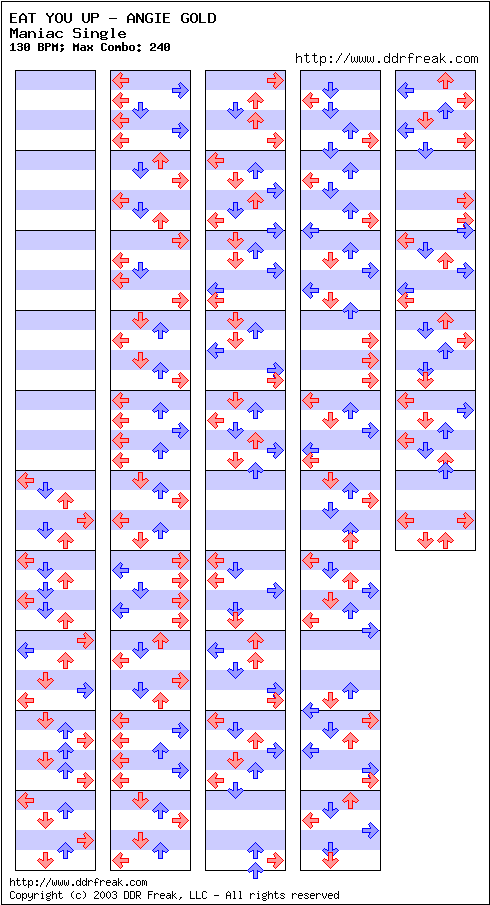 EAT YOU UP - ANGIE GOLD
Maniac Single
130 BPM; Max Combo: 240
http://www.ddrfreak.com
http://www.ddrfreak.com
Copyright (c) 2003 DDR Freak, LLC - All rights reserved